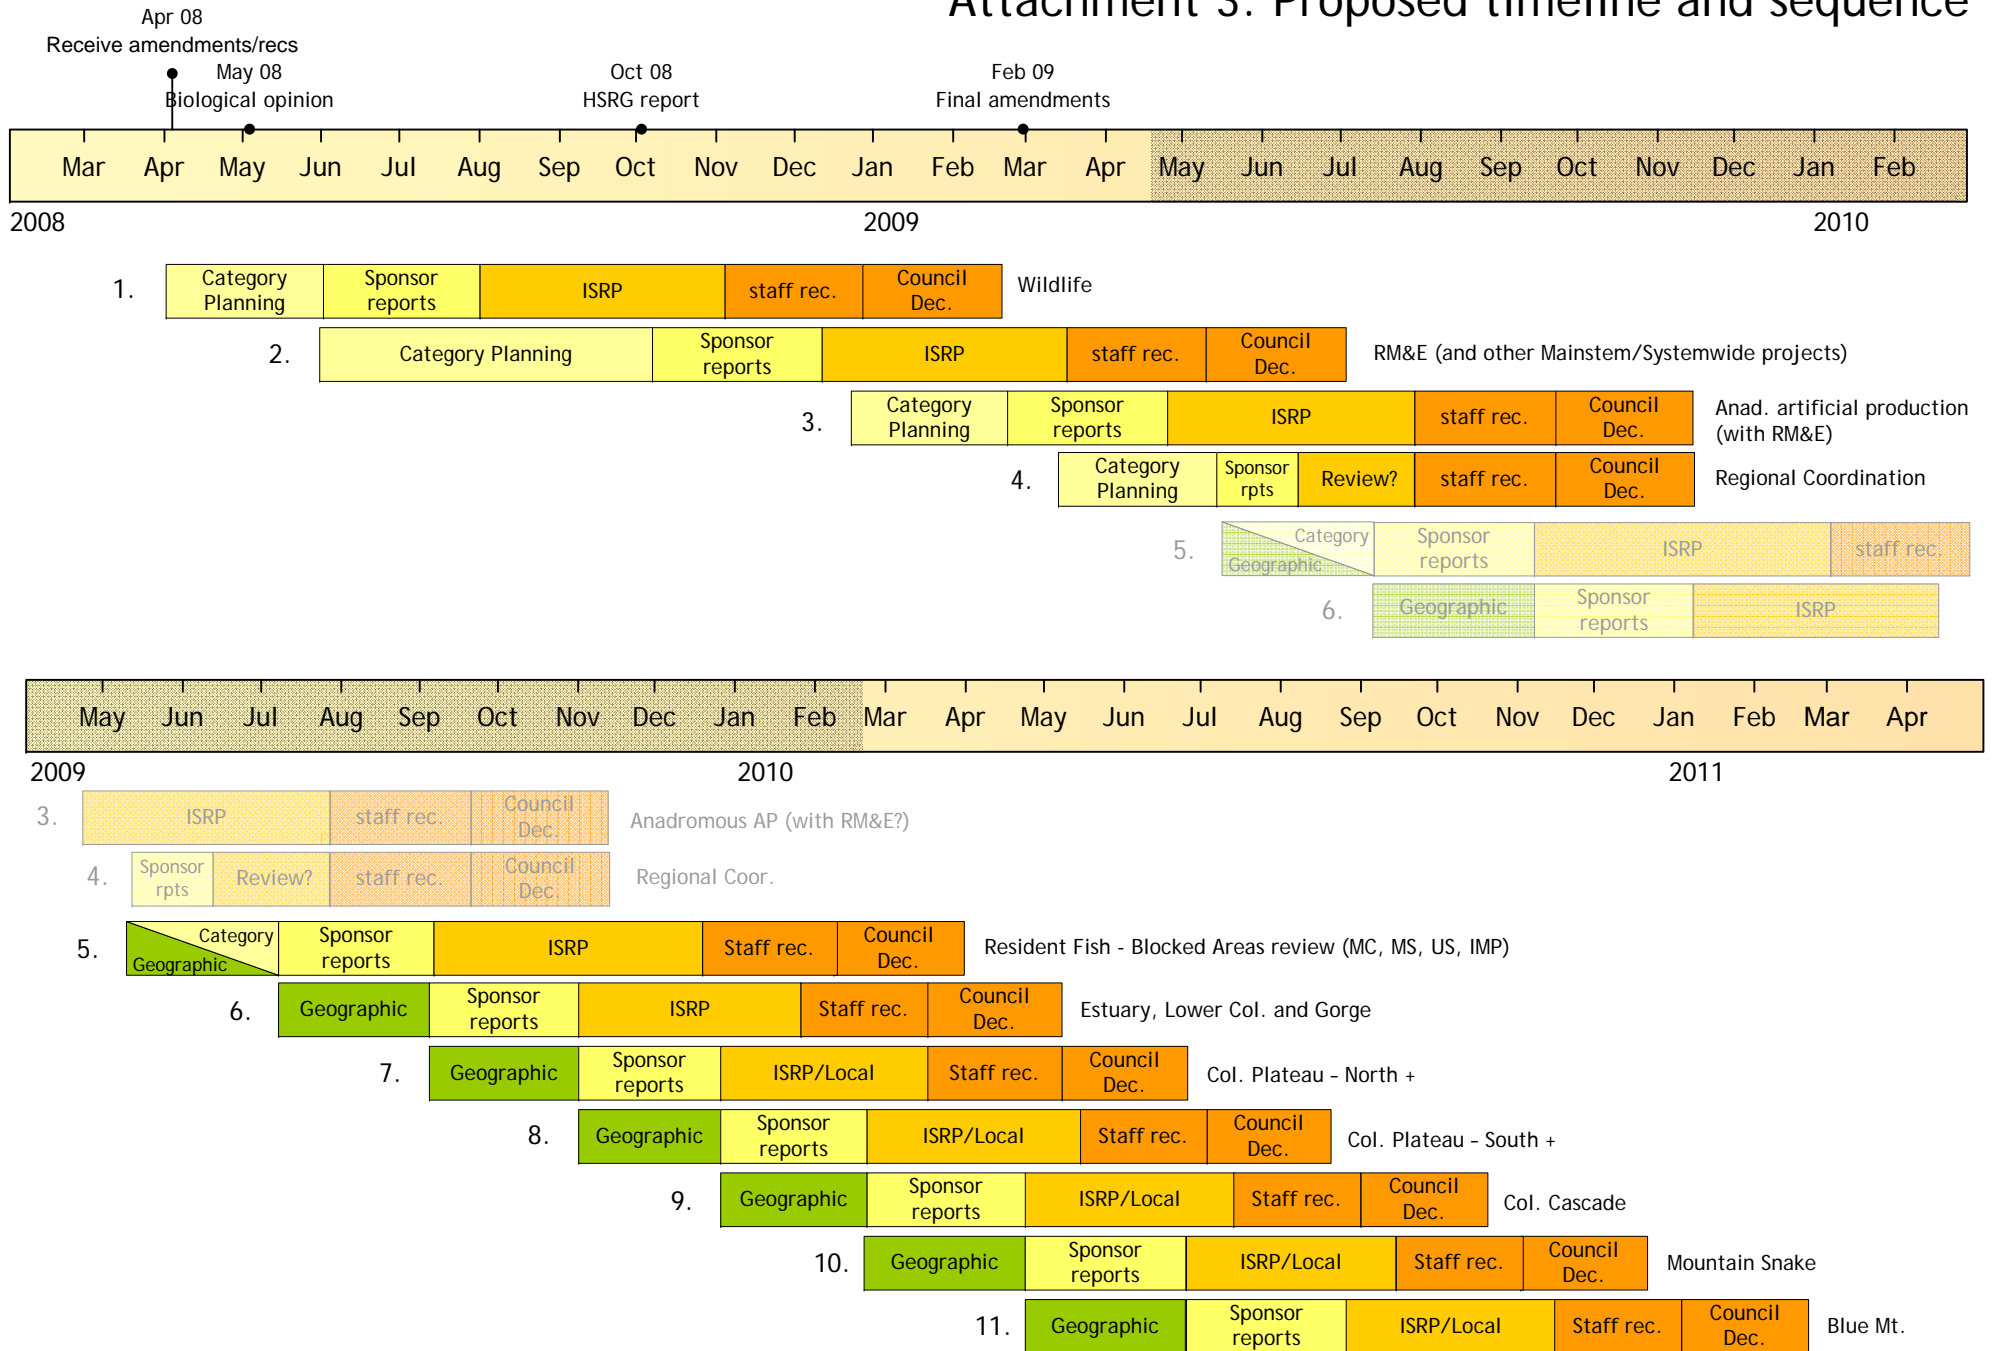 Attachment 3: Proposed timeline and sequence
Apr 08
Receive amendments/recs
May 08
Biological opinion
Oct 08
HSRG report
Feb 09
Final amendments
Mar Apr May Jun Jul Aug Sep Oct Nov Dec Jan Feb Mar Apr May Jun Jul Aug Sep Oct Nov Dec Jan Feb
2008 2009 2010
1.
Category
Planning
Sponsor
reports
ISRP
staff rec.
Council
Dec.
Wildlife
2.
Category Planning
Sponsor
reports
ISRP
staff rec.
Council
Dec.
RM&E (and other Mainstem/Systemwide projects)
3.
Category
Planning
Sponsor
reports
ISRP
staff rec.
Council
Dec.
Anad. artificial production
(with RM&E)
4.
Category
Planning
Sponsor
rpts
Review?
staff rec.
Council
Dec.
Regional Coordination
5.
Category
Geographic
Sponsor
reports
ISRP
staff rec.
6.
Geographic
Sponsor
reports
ISRP
May Jun Jul Aug Sep Oct Nov Dec Jan Feb Mar Apr May Jun Jul Aug Sep Oct Nov Dec Jan Feb Mar Apr
2009 2010 2011
3.
ISRP
staff rec.
Council
Dec.
Anadromous AP (with RM&E?)
4.
Sponsor
rpts
Review?
staff rec.
Council
Dec.
Regional Coor.
5.
Category
Geographic
Sponsor
reports
ISRP
Staff rec.
Council
Dec.
Resident Fish - Blocked Areas review (MC, MS, US, IMP)
6.
Geographic
Sponsor
reports
ISRP
Staff rec.
Council
Dec.
Estuary, Lower Col. and Gorge
7.
Geographic
Sponsor
reports
ISRP/Local
Staff rec.
Council
Dec.
Col. Plateau – North +
8.
Geographic
Sponsor
reports
ISRP/Local
Staff rec.
Council
Dec.
Col. Plateau – South +
9.
Geographic
Sponsor
reports
ISRP/Local
Staff rec.
Council
Dec.
Col. Cascade
10.
Geographic
Sponsor
reports
ISRP/Local
Staff rec.
Council
Dec.
Mountain Snake
11.
Geographic
Sponsor
reports
ISRP/Local
Staff rec.
Council
Dec.
Blue Mt.